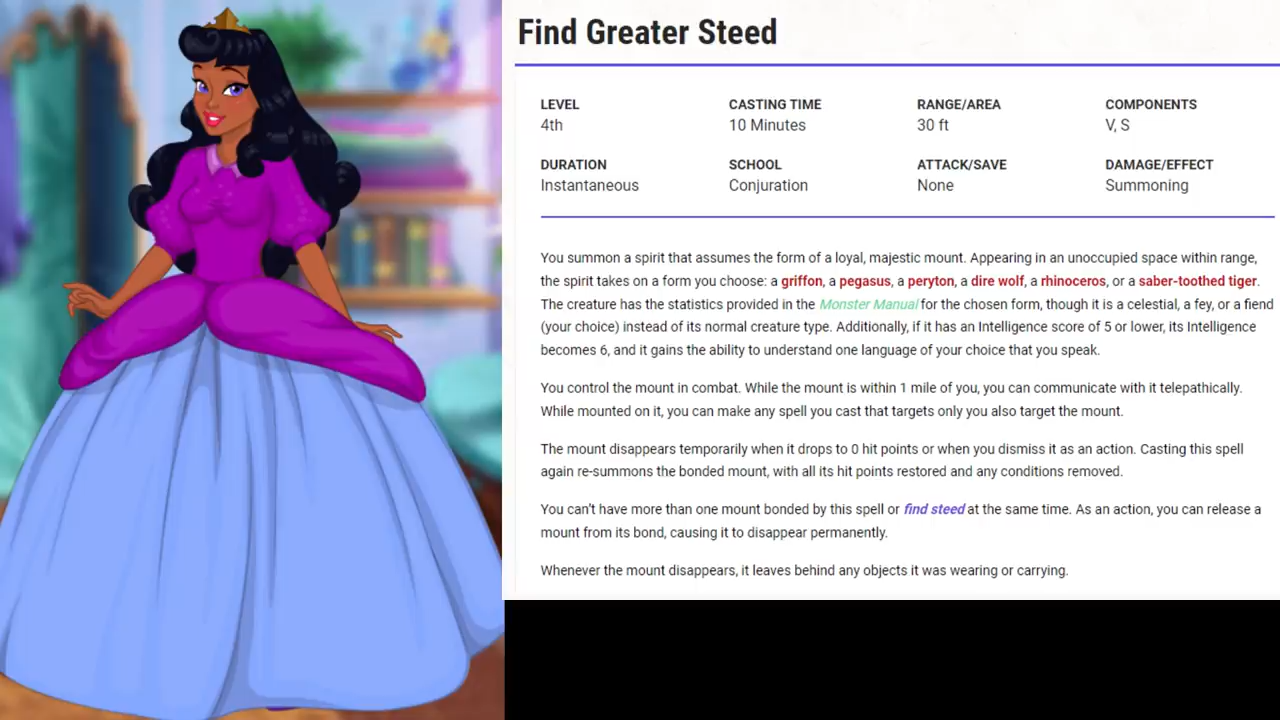 Find Greater Steed
LEVEL CASTING TIME RANGE/AREA COMPONENTS
4th 10 Minutes 30 ft V, S
DURATION SCHOOL ATTACK/SAVE DAMAGE/EFFECT
Instantaneous Conjuration None Summoning
You summon a spirit that assumes the form of a loyal, majestic mount. Appearing in an unoccupied space within range,
the spirit takes on a form you choose: a griffon, a pegasus, a peryton, a dire wolf, a rhinoceros, or a saber-toothed tiger.
The creature has the statistics provided in the Monster Manual for the chosen form, though it is a celestial, a fey, or a fiend
(your choice) instead of its normal creature type. Additionally, if it has an Intelligence score of 5 or lower, its Intelligence
becomes 6, and it gains the ability to understand one language of your choice that you speak.
You control the mount in combat. While the mount is within 1 mile of you, you can communicate with it telepathically.
While mounted on it, you can make any spell you cast that targets only you also target the mount.
The mount disappears temporarily when it drops to 0 hit points or when you dismiss it as an action. Casting this spell
again re-summons the bonded mount, with all its hit points restored and any conditions removed.
You can't have more than one mount bonded by this spell or find steed at the same time. As an action, you can release a
mount from its bond, causing it to disappear permanently.
Whenever the mount disappears, it leaves behind any objects it was wearing or carrying.